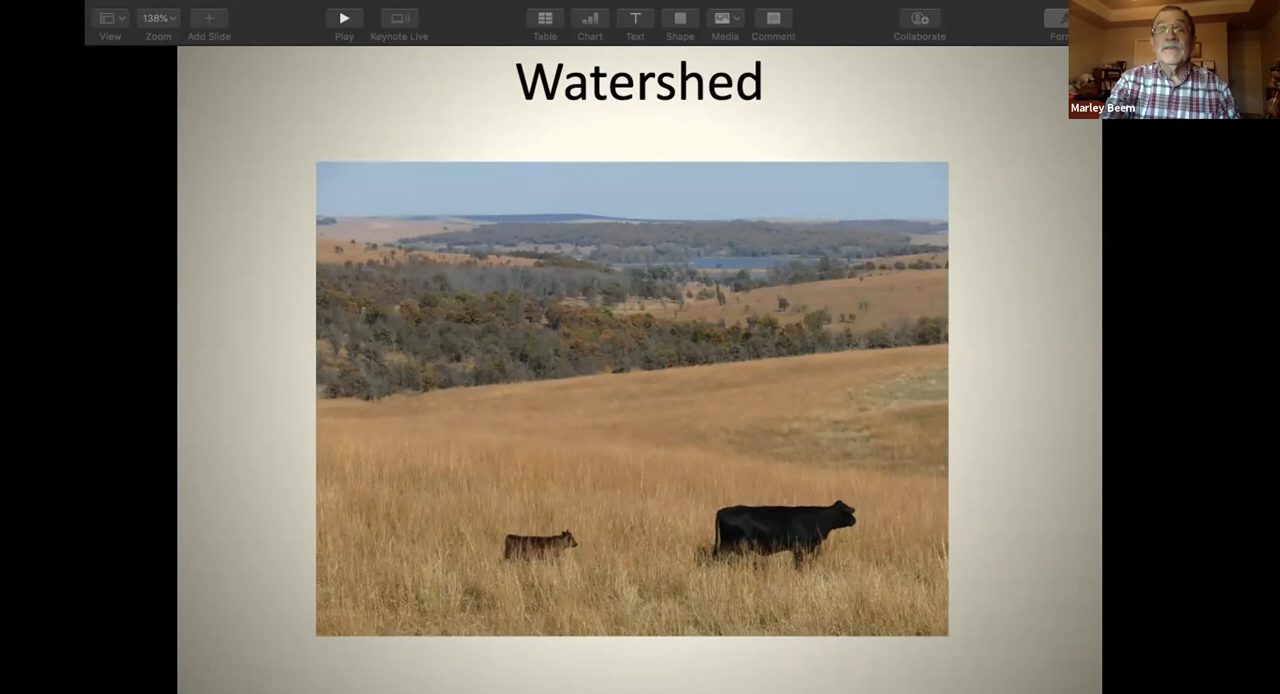 138%
View
Zoom
Add Slide
Play
Keynote Live
Table
Chart
Text
Shape
Media
Comment
Collaborate
Marley Beem
Watershed